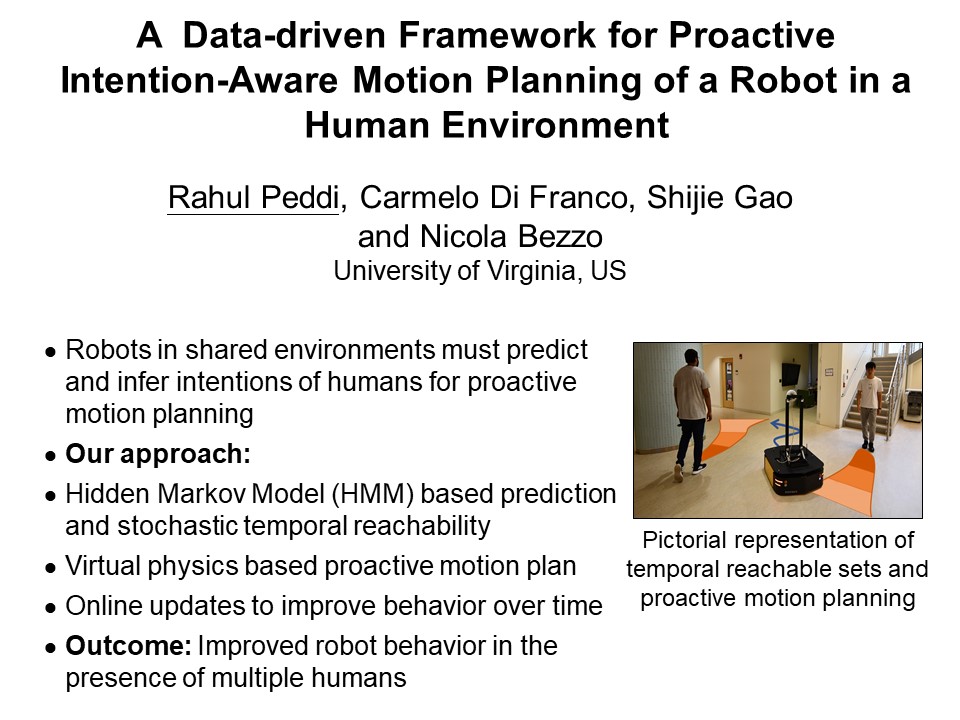 A  Data-driven Framework for Proactive
Intention-Aware Motion Planning of a Robot in a
Human Environment
Rahul Peddi, Carmelo Di Franco, Shijie Gao
and Nicola Bezzo
University of Virginia, US
● Robots in shared environments must predict
and infer intentions of humans for proactive
motion planning
● Our approach:
● Hidden Markov Model (HMM) based prediction
and stochastic temporal reachability
● Virtual physics based proactive motion plan
● Online updates to improve behavior over time
● Outcome: Improved robot behavior in the
presence of multiple humans
Pictorial representation of
temporal reachable sets and
proactive motion planning